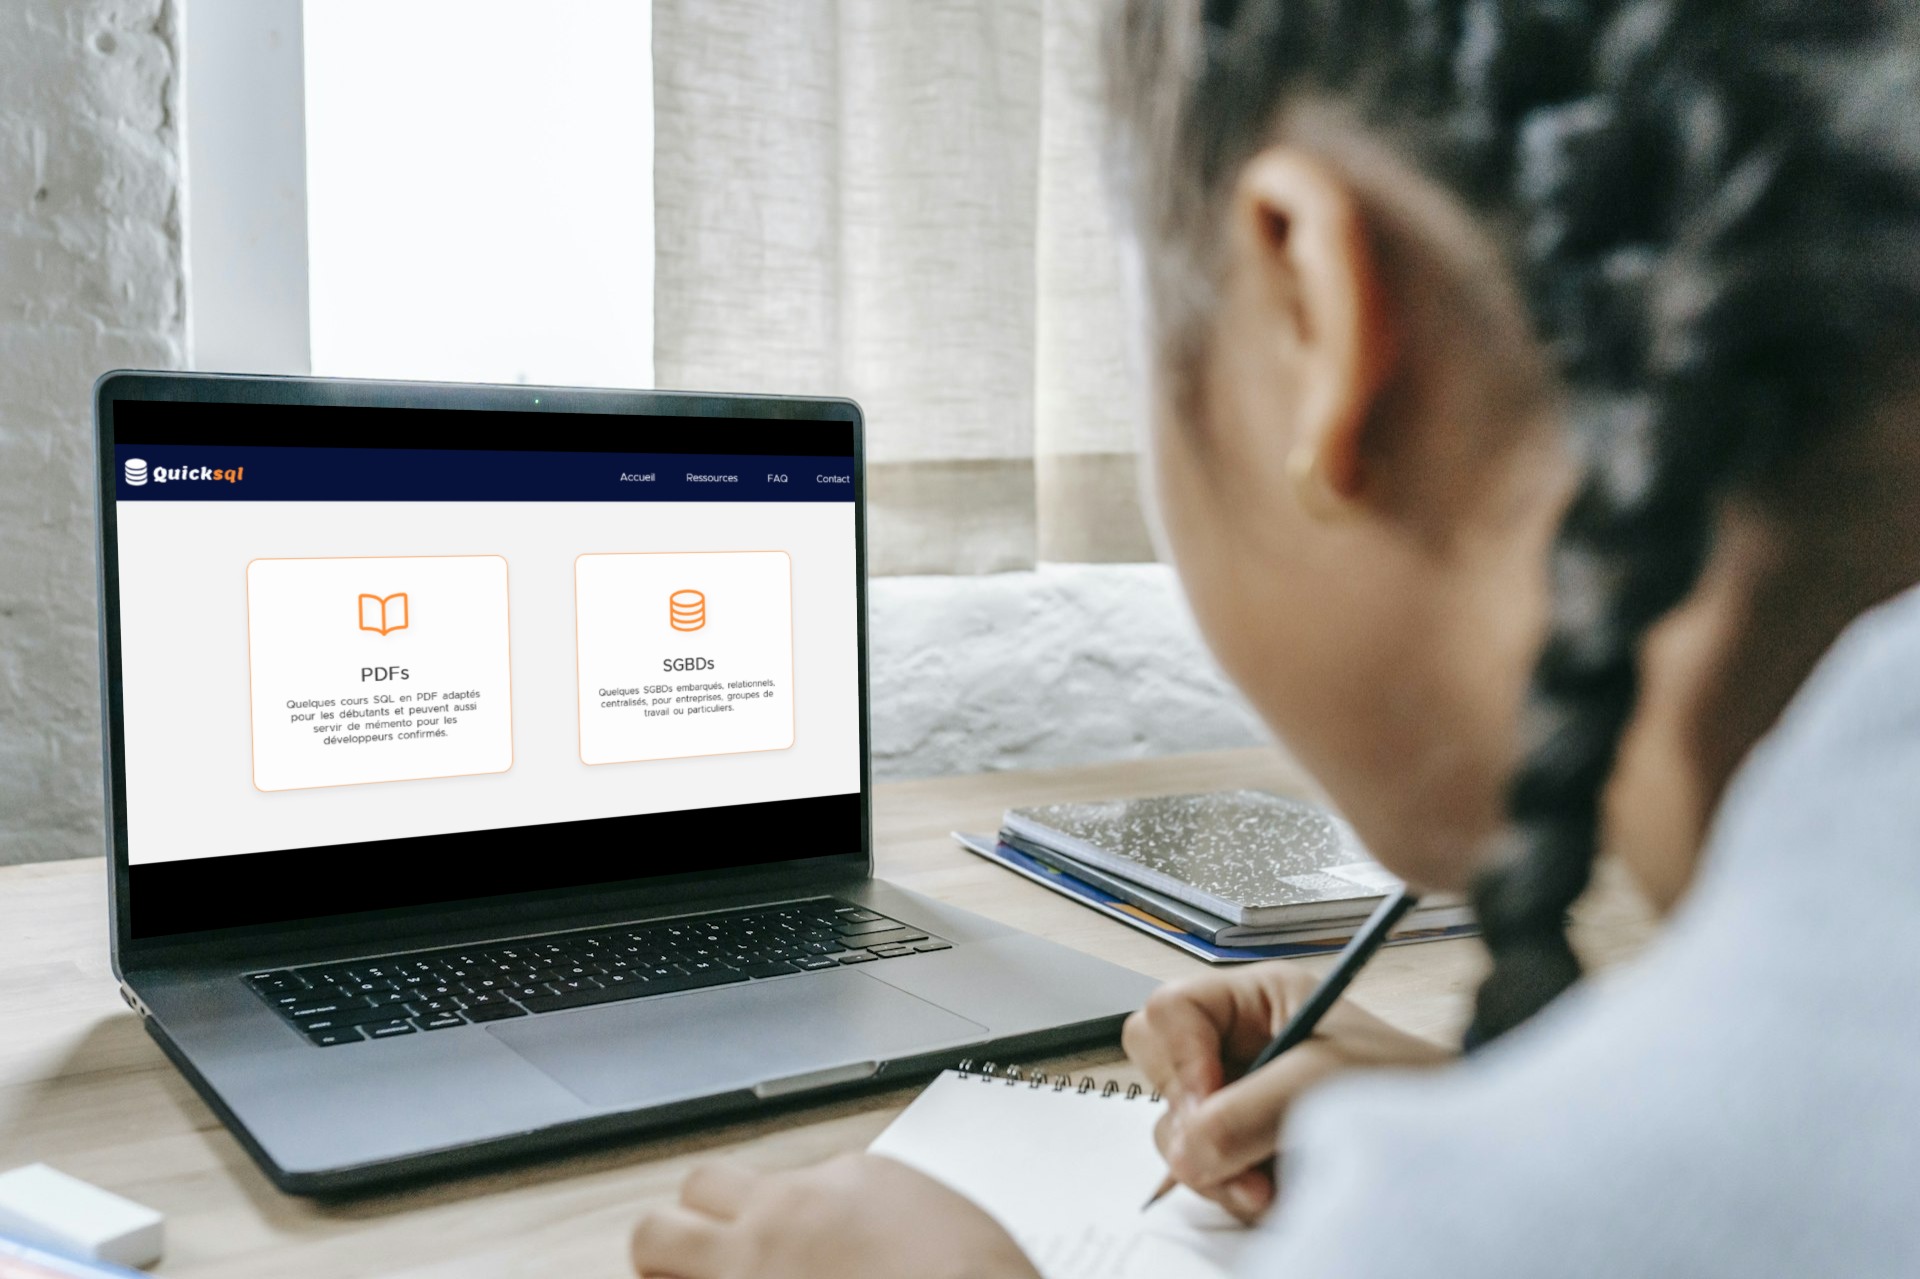 Quicksql
Accueil Ressources FAQ Contact
PDFs
Quelques cours SQL en PDF adaptés
pour les débutants et peuvent aussi
servir de mémento pour les
développeurs confirmés.
SGBDs
Quelques SGBDs embarqués, relationnels,
centralisés, pour entreprises, groupes de
travail ou particuliers.